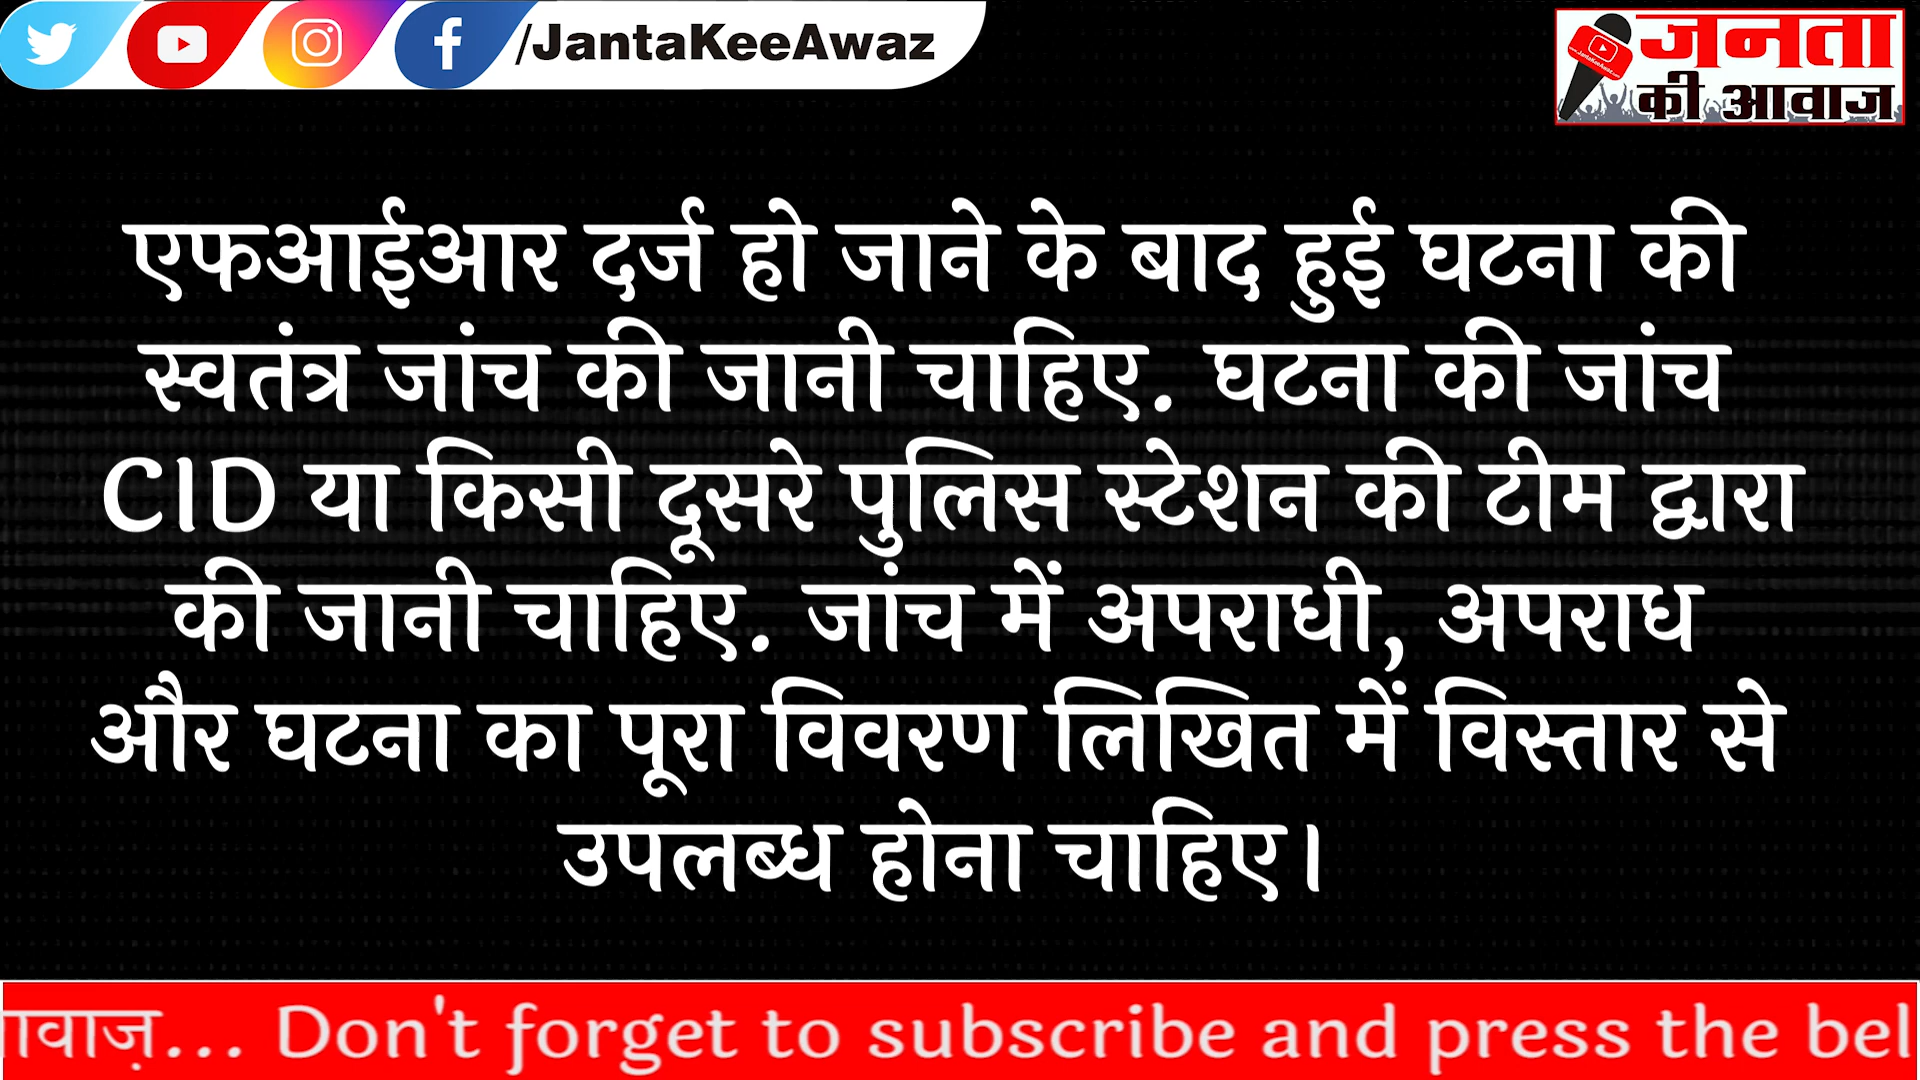 /JantaKeeAwaz
जनता
की आवाज
एफआईआर दर्ज हो जाने के बाद हुई घटना की
स्वतंत्र जांच की जानी चाहिए. घटना की जांच
CID या किसी दूसरे पुलिस स्टेशन की टीम द्वारा
की जानी चाहिए. जांच में अपराधी, अपराध
और घटना का पूरा विवरण लिखित में विस्तार से
उपलब्ध होना चाहिए।
ावाज़... Don't forget to subscribe and press the bel